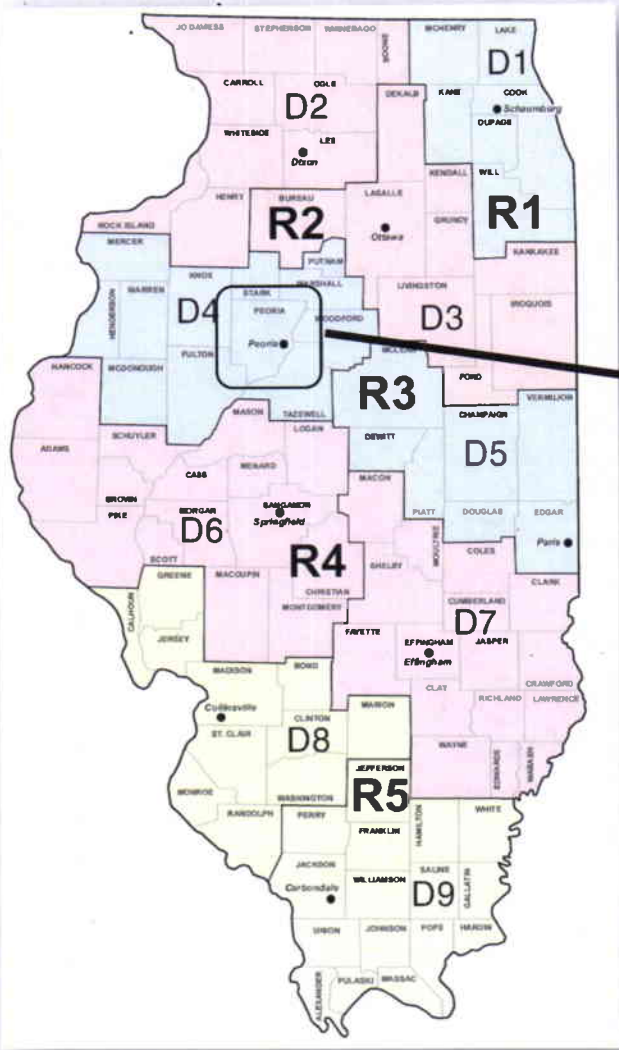 JO DAVIESS STEPHENSON WINNEBAGO
BOONE
MCHENRY LAKE
D1
CARROLL OGLE
D2
DEKALB KANE COOK
Schaumburg
DUPAGE
WHITESIDE LEE
Dixon
KENDALL WILL
HENRY BUREAU LASALLE
R2 R1
GRUNDY
ROCK ISLAND
Ottawa
MERCER
KANKAKEE
PUTNAM
KNOX
MARSHALL
STARK
LIVINGSTON
HENDERSON
WARREN
D4
PEORIA
WOODFORD
IROQUOIS
D3
Peoria
FULTON
MCLEAN
HANCOCK
MCDONOUGH
FORD
R3
VERMILION
MASON
TAZEWELL
CHAMPAIGN
LOGAN
DEWITT
SCHUYLER
ADAMS
D5
MENARD
CASS
MACON
BROWN
PIKE
MORGAN
SANGAMON
Springfield
PIATT
DOUGLAS
EDGAR
D6
MOULTRIE
Paris
COLES
SCOTT
R4
SHELBY
GREENE
MACOUPIN
CHRISTIAN
CLARK
CALHOUN
MONTGOMERY
CUMBERLAND
D7
JERSEY
FAYETTE
EFFINGHAM
JASPER
Effingham
MADISON
BOND
CRAWFORD
CLAY
RICHLAND
LAWRENCE
MARION
Collinsville
CLINTON
ST. CLAIR
D8
WAYNE
EDWARDS
WABASH
JEFFERSON
MONROE
R5
WASHINGTON
RANDOLPH
PERRY
HAMILTON
WHITE
FRANKLIN
JACKSON
SALINE
GALLATIN
WILLIAMSON
D9
Carbondale
UNION
JOHNSON
POPE
HARDIN
ALEXANDER
PULASKI
MASSAC